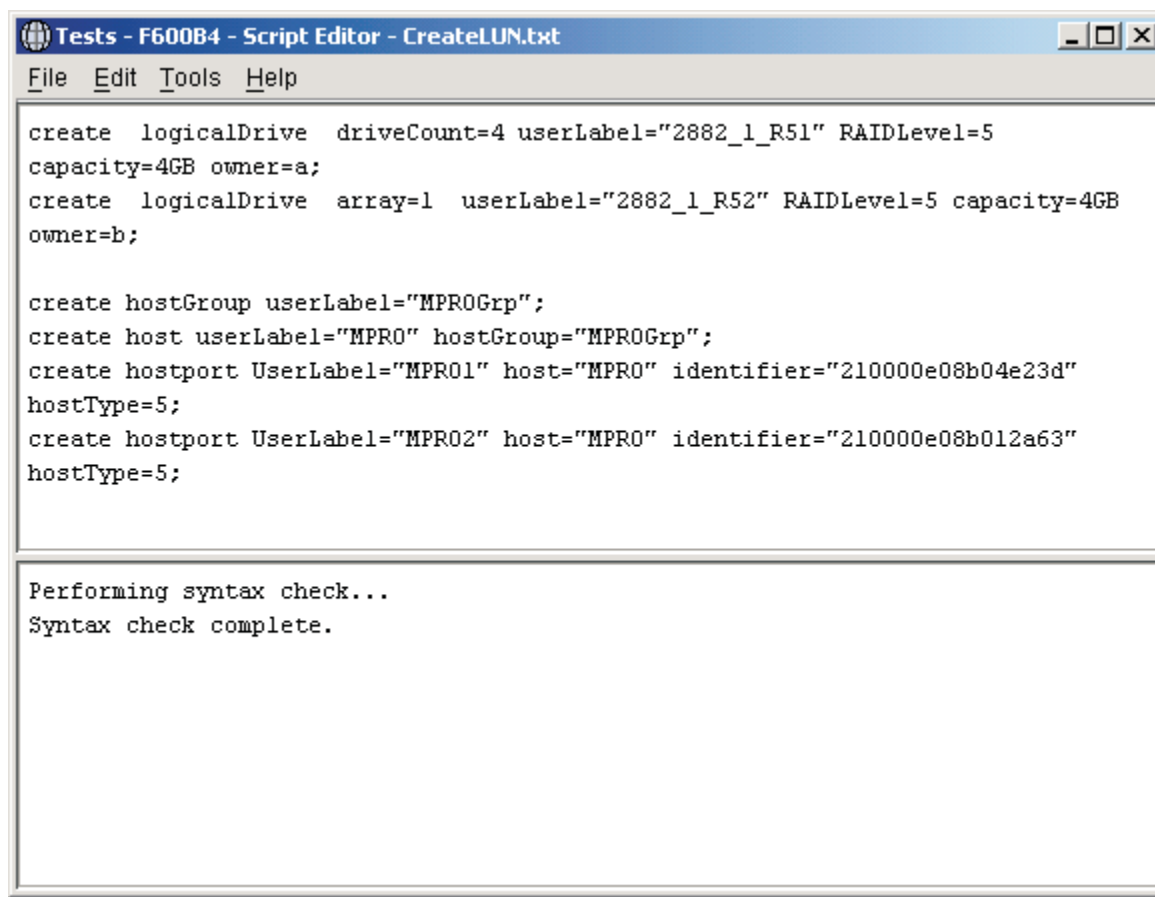 Tests - F600B4 - Script Editor - CreateLUN.txt
File Edit Tools Help
create logicalDrive driveCount=4 userLabel="2882_1_R51" RAIDLevel=5
capacity=4GB owner=a;
create logicalDrive array=1 userLabel="2882_1_R52" RAIDLevel=5 capacity=4GB
owner=b;
create hostGroup userLabel="MPR0Grp";
create host userLabel="MPR0" hostGroup="MPR0Grp";
create hostport UserLabel="MPR01" host="MPR0" identifier="210000e08b04e23d"
hostType=5;
create hostport UserLabel="MPR02" host="MPR0" identifier="210000e08b012a63"
hostType=5;
Performing syntax check...
Syntax check complete.